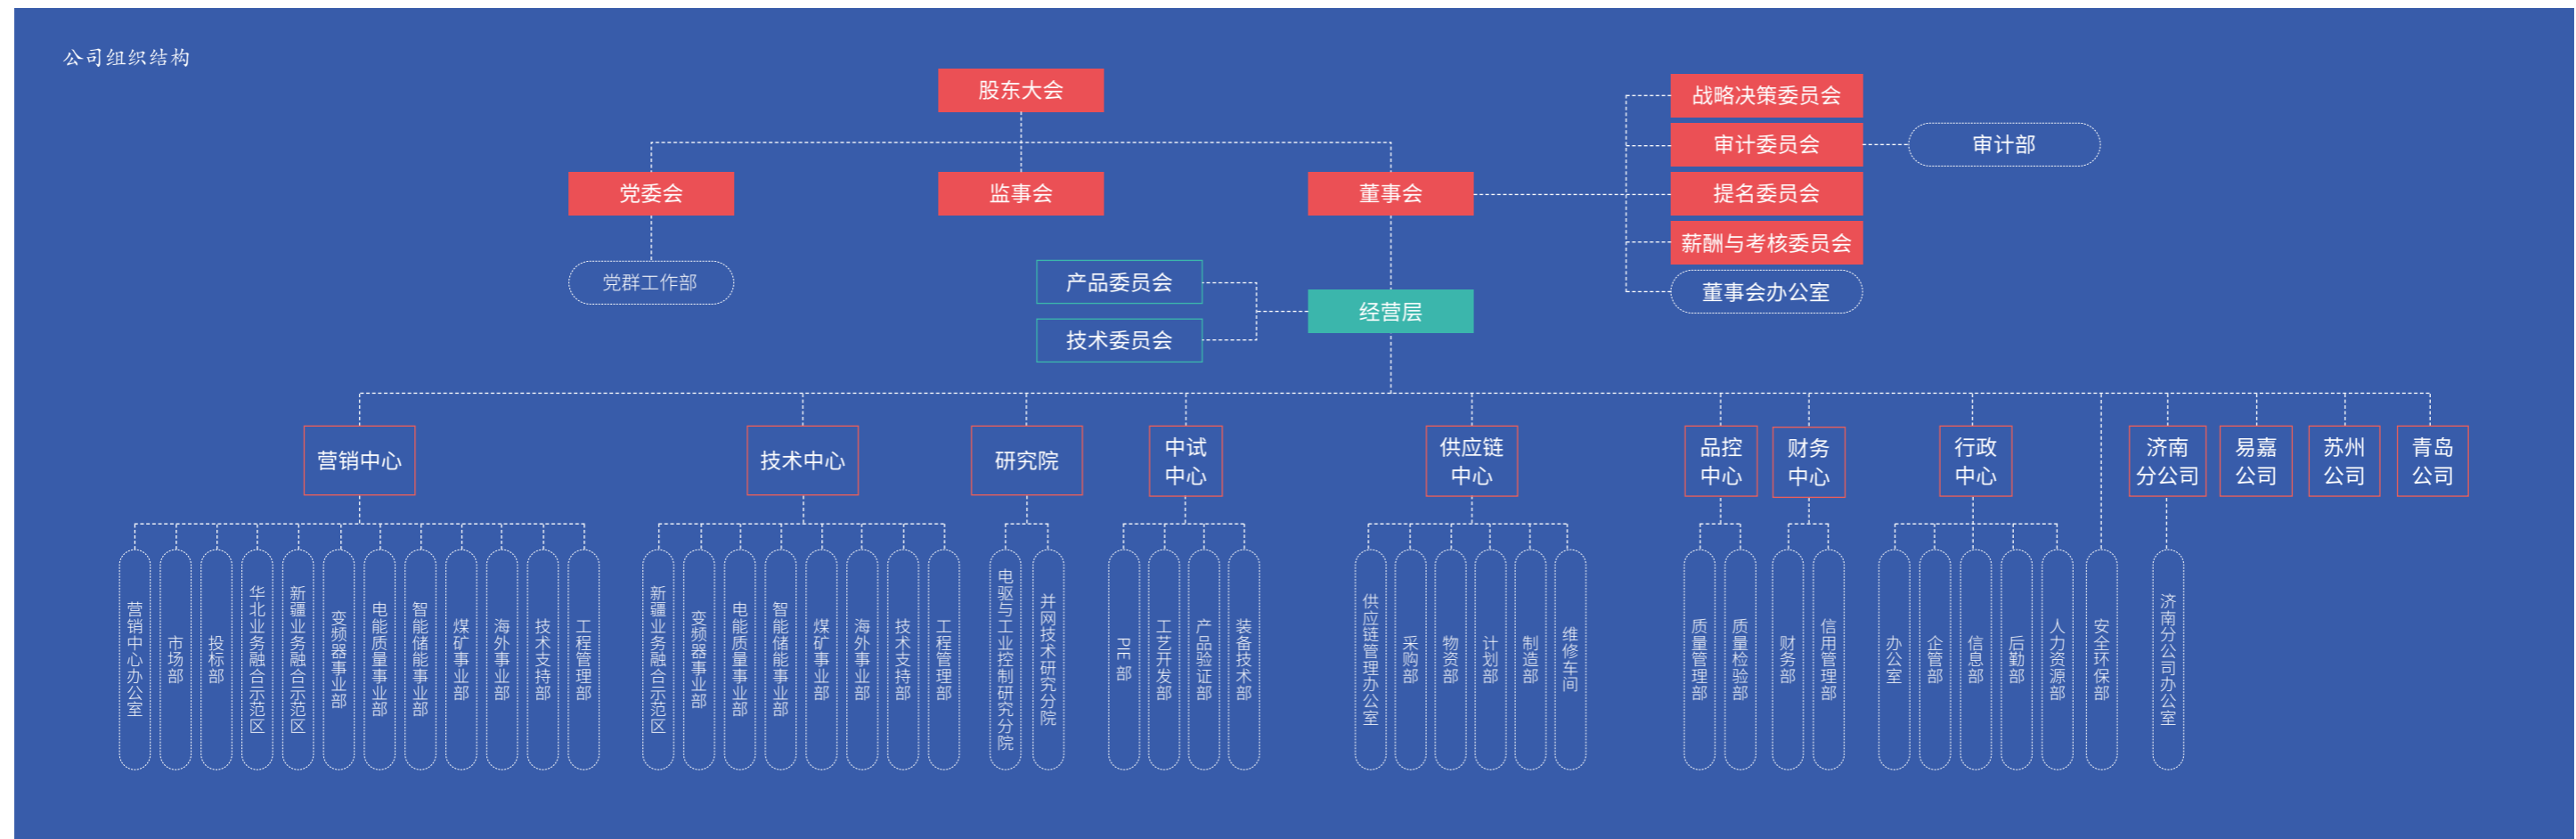 公司组织结构
股东大会
党委会
监事会
董事会
战略决策委员会
审计委员会
审计部
提名委员会
薪酬与考核委员会
董事会办公室
党群工作部
产品委员会
技术委员会
经营层
营销中心
技术中心
研究院
中试
中心
供应链
中心
品控
中心
财务
中心
行政
中心
济南
分公司
易嘉
公司
苏州
公司
青岛
公司
营销中心办公室
市场部
投标部
华北业务融合示范区
新疆业务融合示范区
变频器事业部
电能质量事业部
智能储能事业部
煤矿事业部
海外事业部
技术支持部
工程管理部
新疆业务融合示范区
变频器事业部
电能质量事业部
智能储能事业部
煤矿事业部
海外事业部
技术支持部
工程管理部
电驱与工业控制研究分院
并网技术研究分院
PIE 部
工艺开发部
产品验证部
装备技术部
供应链管理办公室
采购部
物资部
计划部
制造部
维修车间
质量管理部
质量检验部
财务部
信用管理部
办公室
企管部
信息部
后勤部
人力资源部
安全环保部
济南分公司办公室